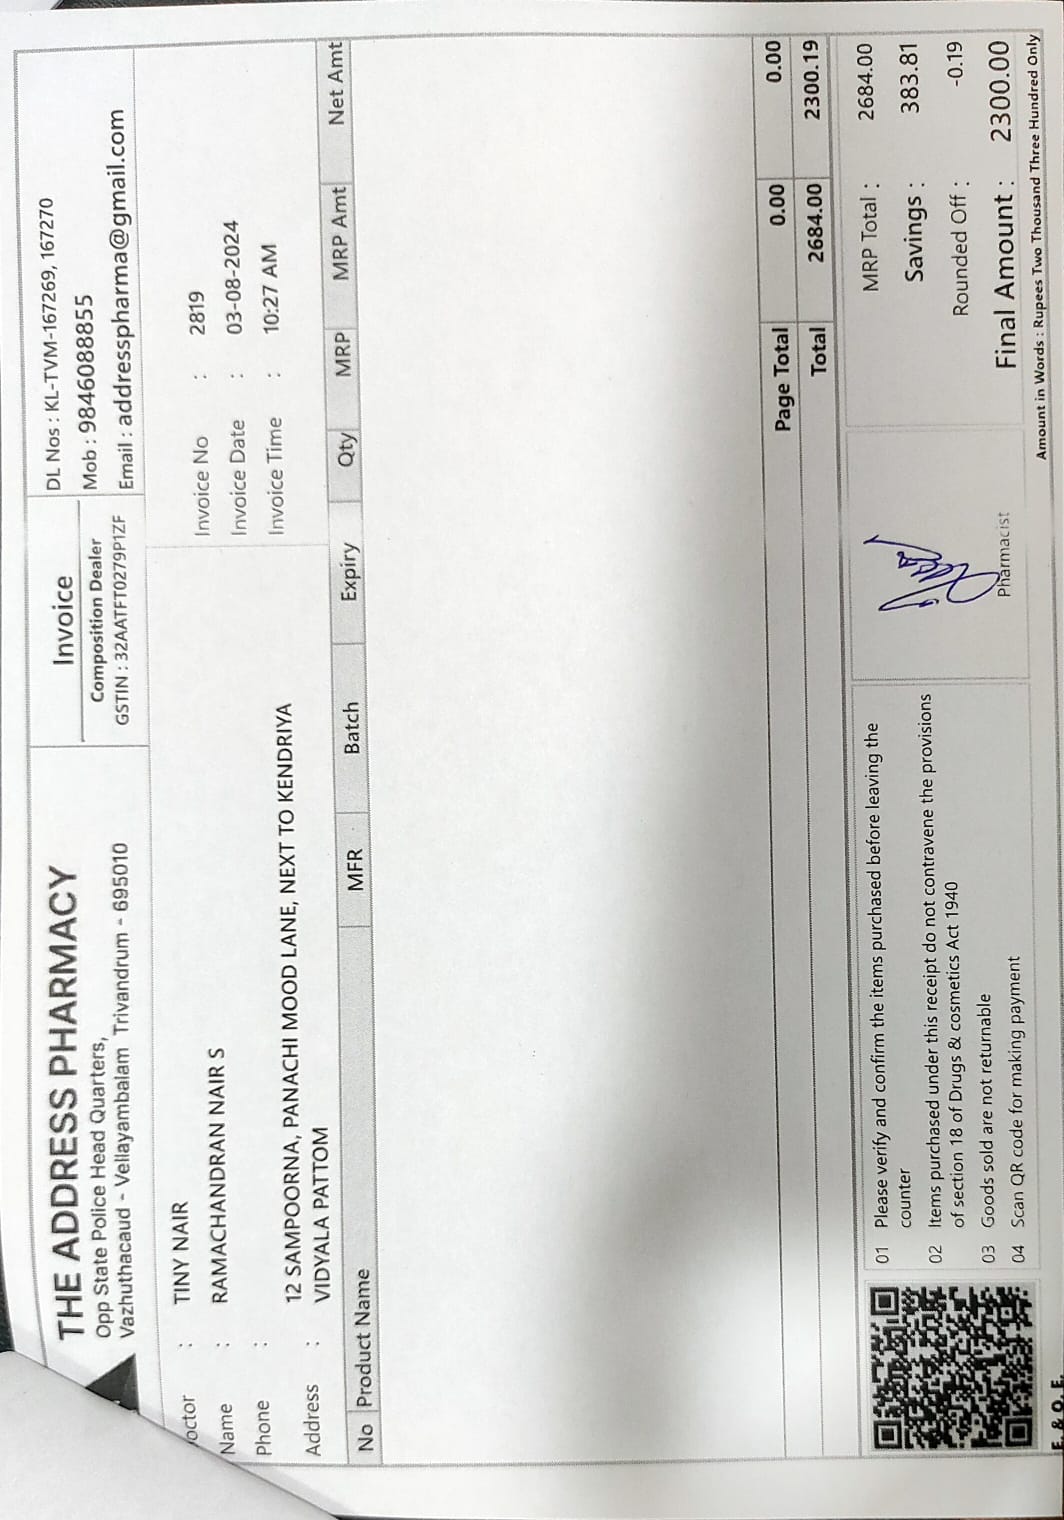 THE ADDRESS PHARMACY
Opp State Police Head Quarters,
Vazhuthacaud - Vellayambalam Trivandrum - 695010
Invoice
Composition Dealer
GSTIN : 32AATFT0279P1ZF
DL Nos : KL-TVM-167269, 167270
Mob : 9846088855
Email : addresspharma@gmail.com
octor : TINY NAIR
Name : RAMACHANDRAN NAIR S
Phone :
Address : 12 SAMPOORNA, PANACHI MOOD LANE, NEXT TO KENDRIYA
VIDYALA PATTOM
Invoice No : 2819
Invoice Date : 03-08-2024
Invoice Time : 10:27 AM
No Product Name MFR Batch Expiry Qty MRP MRP Amt Net Amt
Page Total 0.00 0.00
Total 2684.00 2300.19
01 Please verify and confirm the items purchased before leaving the
counter
02 Items purchased under this receipt do not contravene the provisions
of section 18 of Drugs & cosmetics Act 1940
03 Goods sold are not returnable
04 Scan QR code for making payment
Pharmacist
MRP Total : 2684.00
Savings : 383.81
Rounded Off : -0.19
Final Amount : 2300.00
Amount in Words : Rupees Two Thousand Three Hundred Only
E. & O. E.